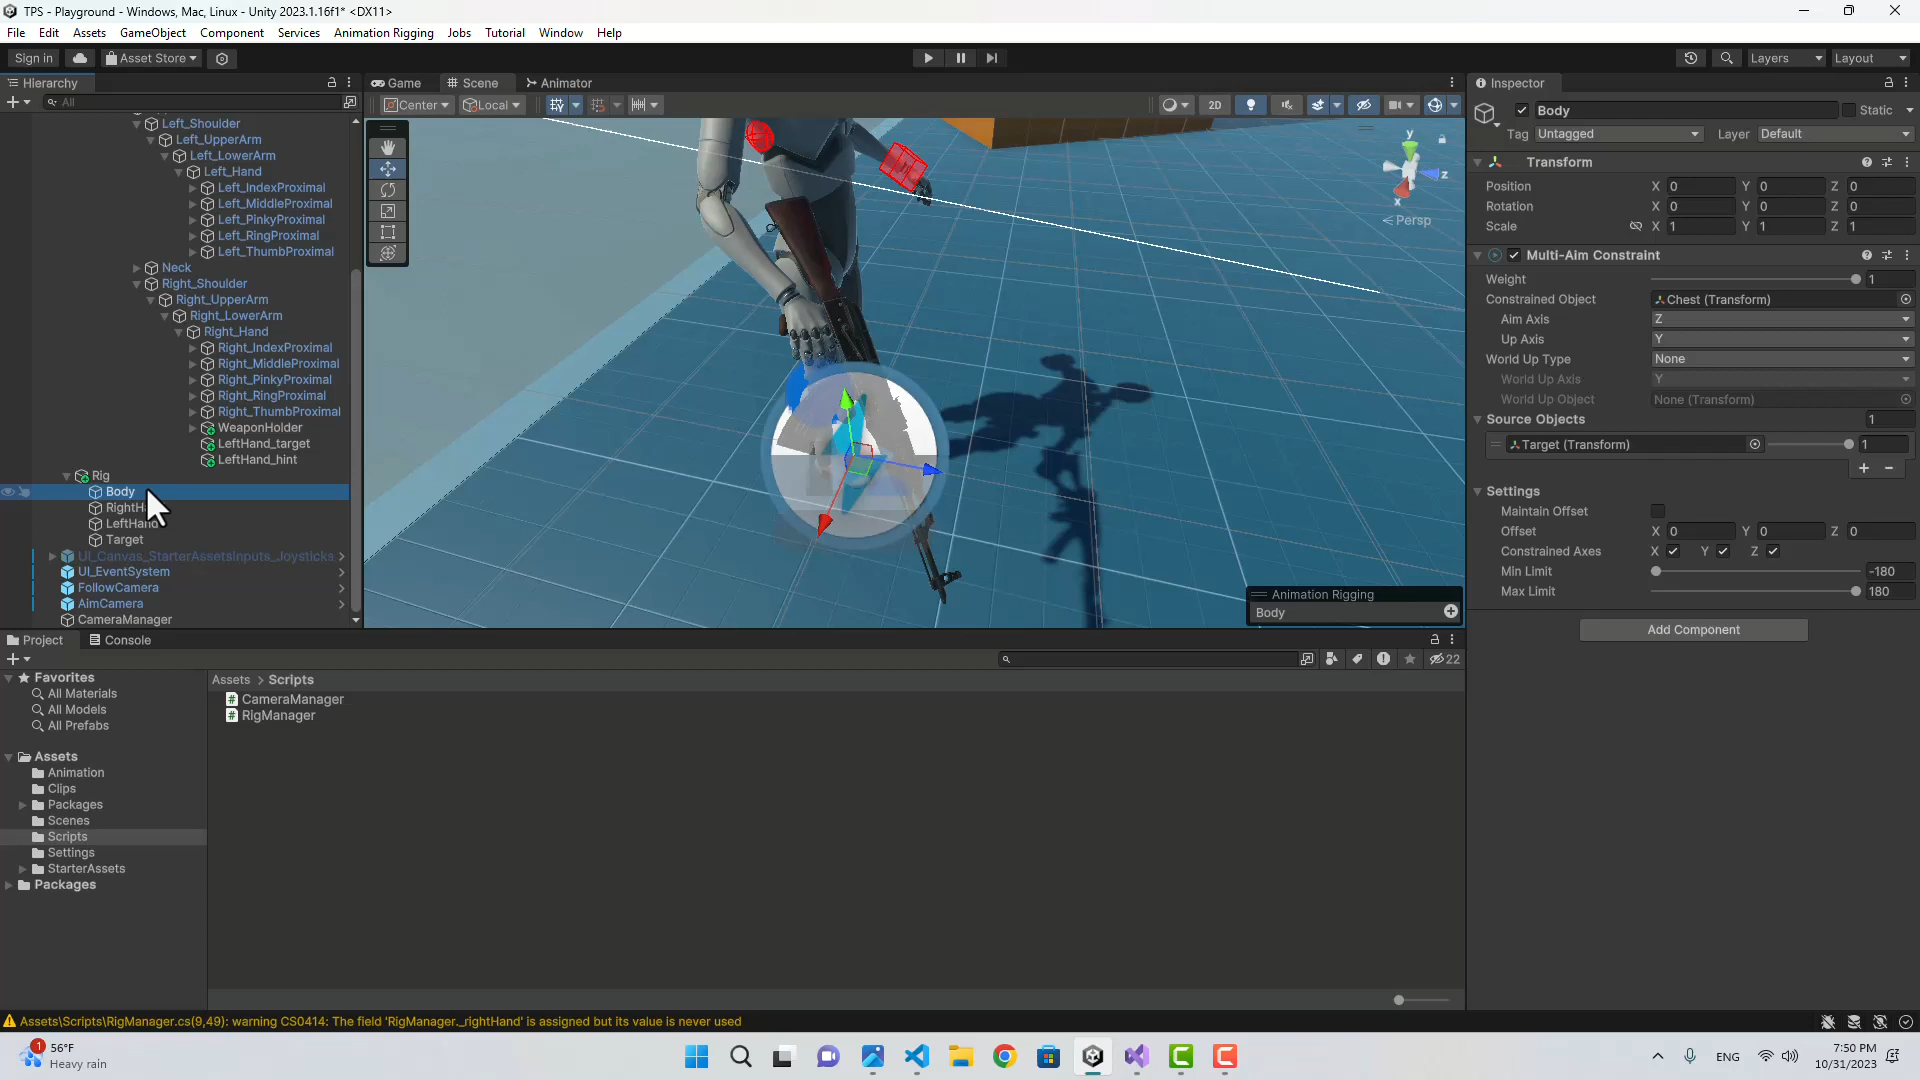 TPS - Playground - Windows, Mac, Linux - Unity 2023.1.16f1* <DX11>
File Edit Assets GameObject Component Services Animation Rigging Jobs Tutorial Window Help
Sign in Asset Store Layers Layout
Hierarchy
All
Left_Shoulder
Left_UpperArm
Left_LowerArm
Left_Hand
Left_IndexProximal
Left_MiddleProximal
Left_PinkyProximal
Left_RingProximal
Left_ThumbProximal
Neck
Right_Shoulder
Right_UpperArm
Right_LowerArm
Right_Hand
Right_IndexProximal
Right_MiddleProximal
Right_PinkyProximal
Right_RingProximal
Right_ThumbProximal
WeaponHolder
LeftHand_target
LeftHand_hint
Rig
Body
RightHa
LeftHand
Target
UI_Canvas_StarterAssetsInputs_Joysticks
UI_EventSystem
FollowCamera
AimCamera
CameraManager
Game Scene Animator
Center Local 2D
y
z
x
Persp
Animation Rigging
Body
Inspector
Body Static
Tag Untagged Layer Default
Transform
Position X 0 Y 0 Z 0
Rotation X 0 Y 0 Z 0
Scale X 1 Y 1 Z 1
Multi-Aim Constraint
Weight 1
Constrained Object Chest (Transform)
Aim Axis Z
Up Axis Y
World Up Type None
World Up Axis Y
World Up Object None (Transform)
Source Objects 1
Target (Transform) 1
Settings
Maintain Offset
Offset X 0 Y 0 Z 0
Constrained Axes X Y Z
Min Limit -180
Max Limit 180
Add Component
Project Console
22
Favorites
All Materials
All Models
All Prefabs
Assets
Animation
Clips
Packages
Scenes
Scripts
Settings
StarterAssets
Packages
Assets > Scripts
CameraManager
RigManager
Assets\Scripts\RigManager.cs(9,49): warning CS0414: The field 'RigManager._rightHand' is assigned but its value is never used
1
56°F
Heavy rain
ENG
7:50 PM
10/31/2023